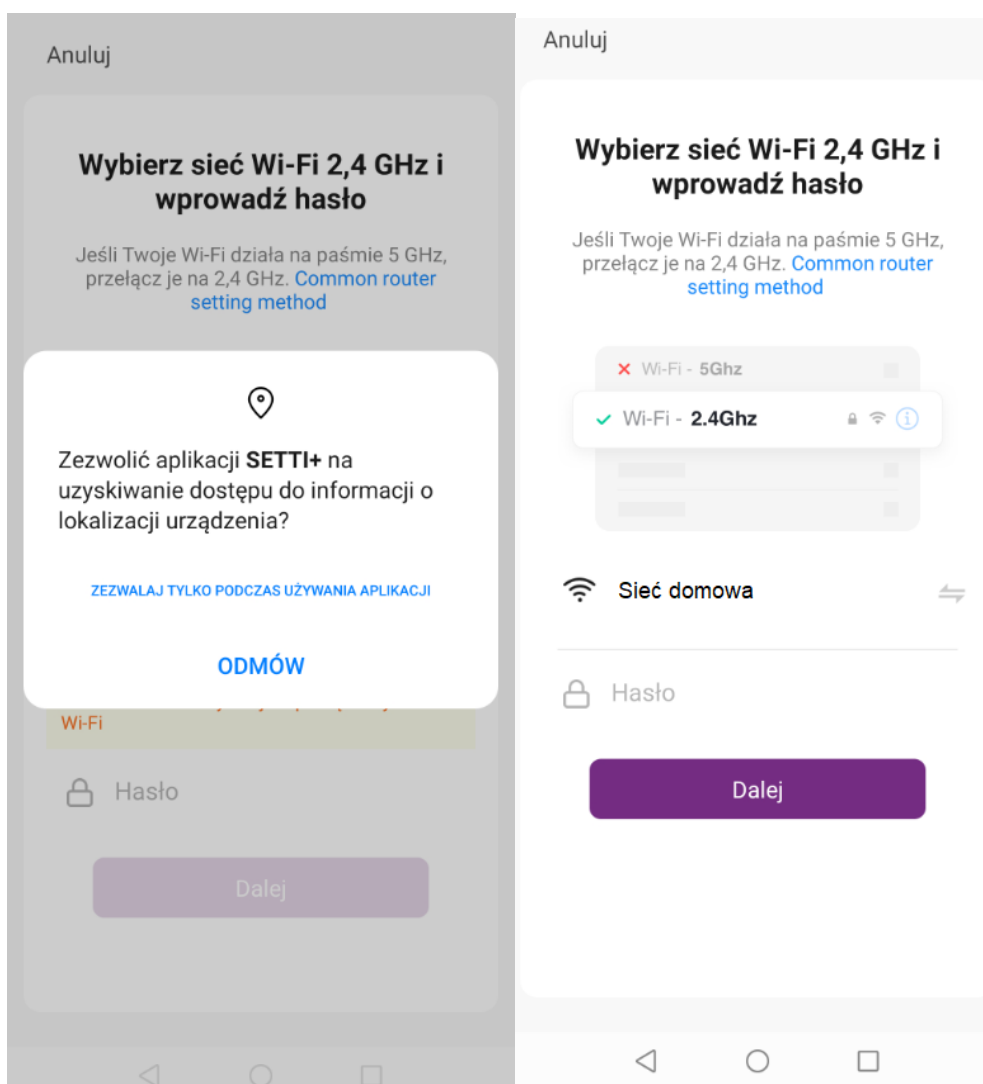 Anuluj
Wybierz sieć Wi-Fi 2,4 GHz i
wprowadź hasło
Jeśli Twoje Wi-Fi działa na paśmie 5 GHz,
przełącz je na 2,4 GHz. Common router
setting method
Zezwolić aplikacji SETTI+ na
uzyskiwanie dostępu do informacji o
lokalizacji urządzenia?
ZEZWALAJ TYLKO PODCZAS UŻYWANIA APLIKACJI
ODMÓW
Wi-Fi
Hasło
Dalej
Anuluj
Wybierz sieć Wi-Fi 2,4 GHz i
wprowadź hasło
Jeśli Twoje Wi-Fi działa na paśmie 5 GHz,
przełącz je na 2,4 GHz. Common router
setting method
Wi-Fi - 5Ghz
Wi-Fi - 2.4Ghz
Sieć domowa
Hasło
Dalej